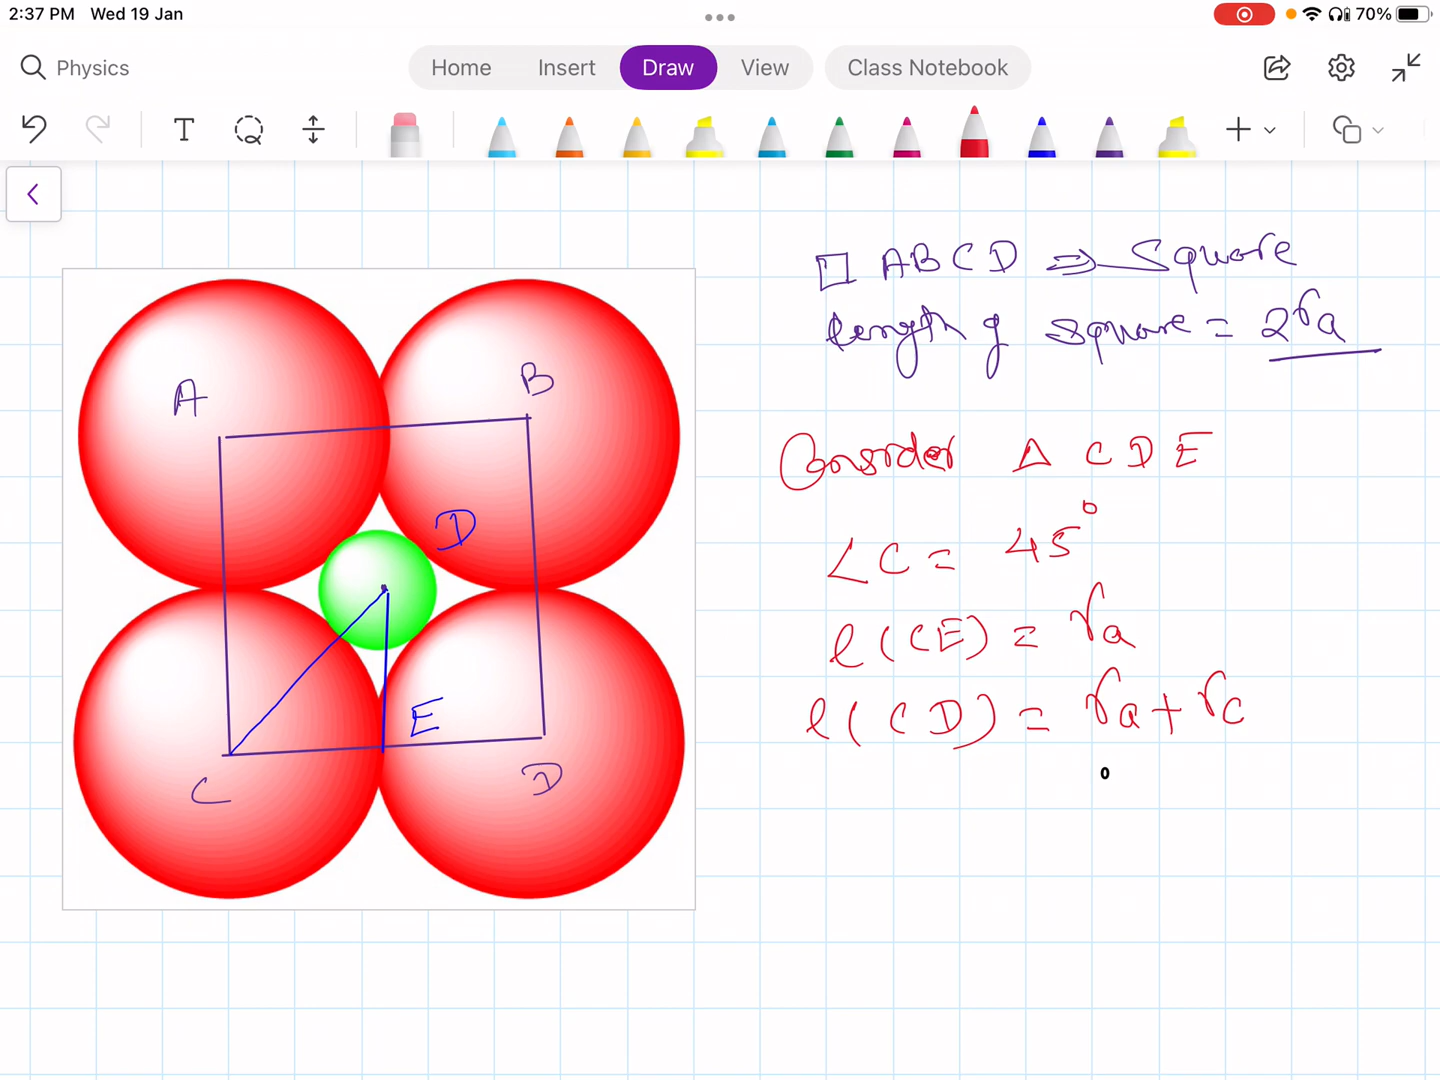 2:37 PM Wed 19 Jan
70%
Physics
Home Insert Draw View Class Notebook
T
A
B
D
E
C
D
□ ABCD ⇒ Square
length of square = 2ra
Consider Δ CDE
∠C = 45°
l(CE) = ra
l(CD) = ra + rc